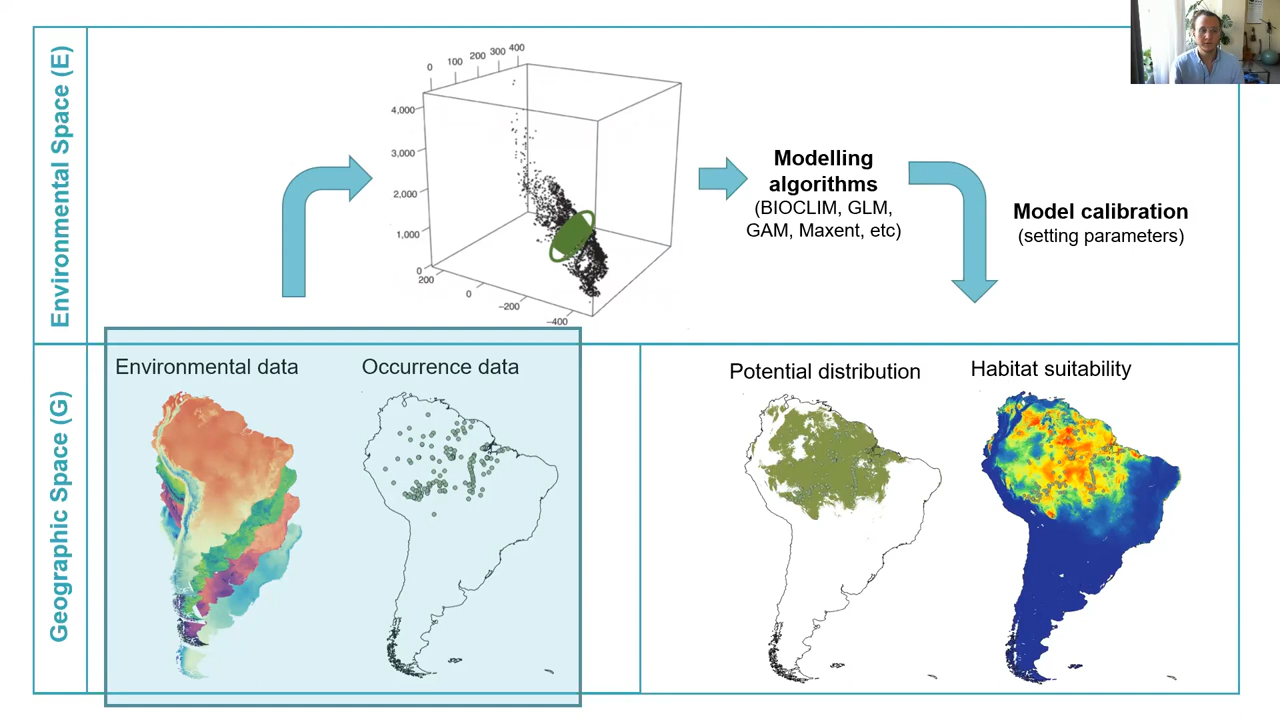 Environmental Space (E)
0 100 200 300 400
4,000
3,000
2,000
1,000
0
200
0
−200
−400
Modelling
algorithms
(BIOCLIM, GLM,
GAM, Maxent, etc)
Model calibration
(setting parameters)
Geographic Space (G)
Environmental data
Occurrence data
Potential distribution
Habitat suitability